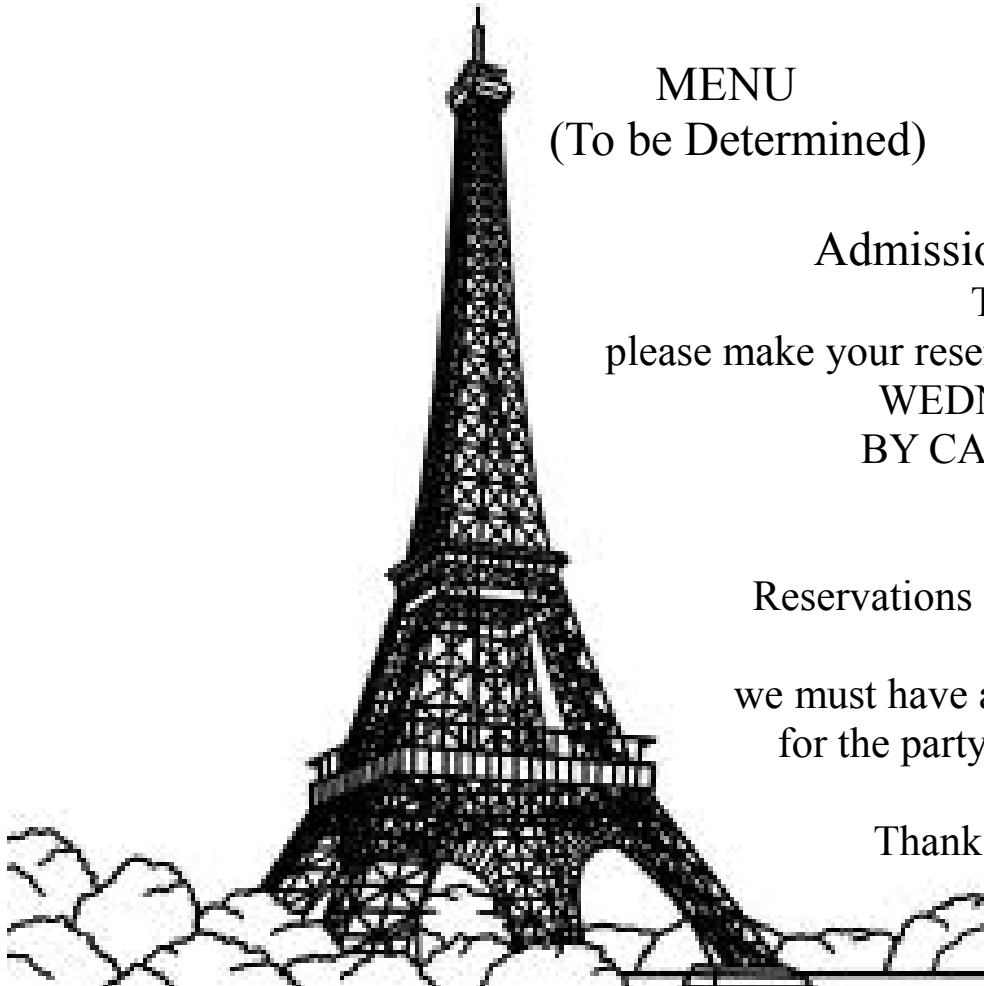 MENU
(To be Determined)
Admissio
T
please make your reser
WEDN
BY CA
Reservations
we must have a
for the party
Thank